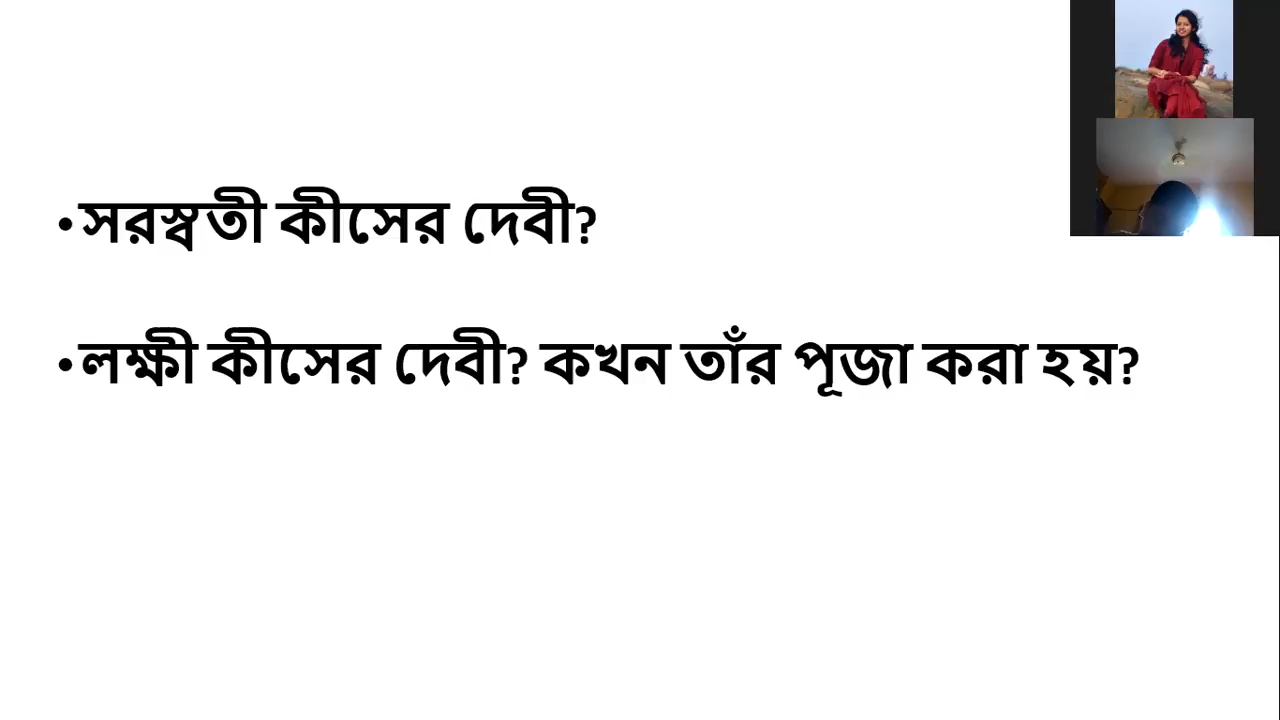 • সরস্বতী কীসের দেবী?
• লক্ষী কীসের দেবী? কখন তাঁর পূজা করা হয়?